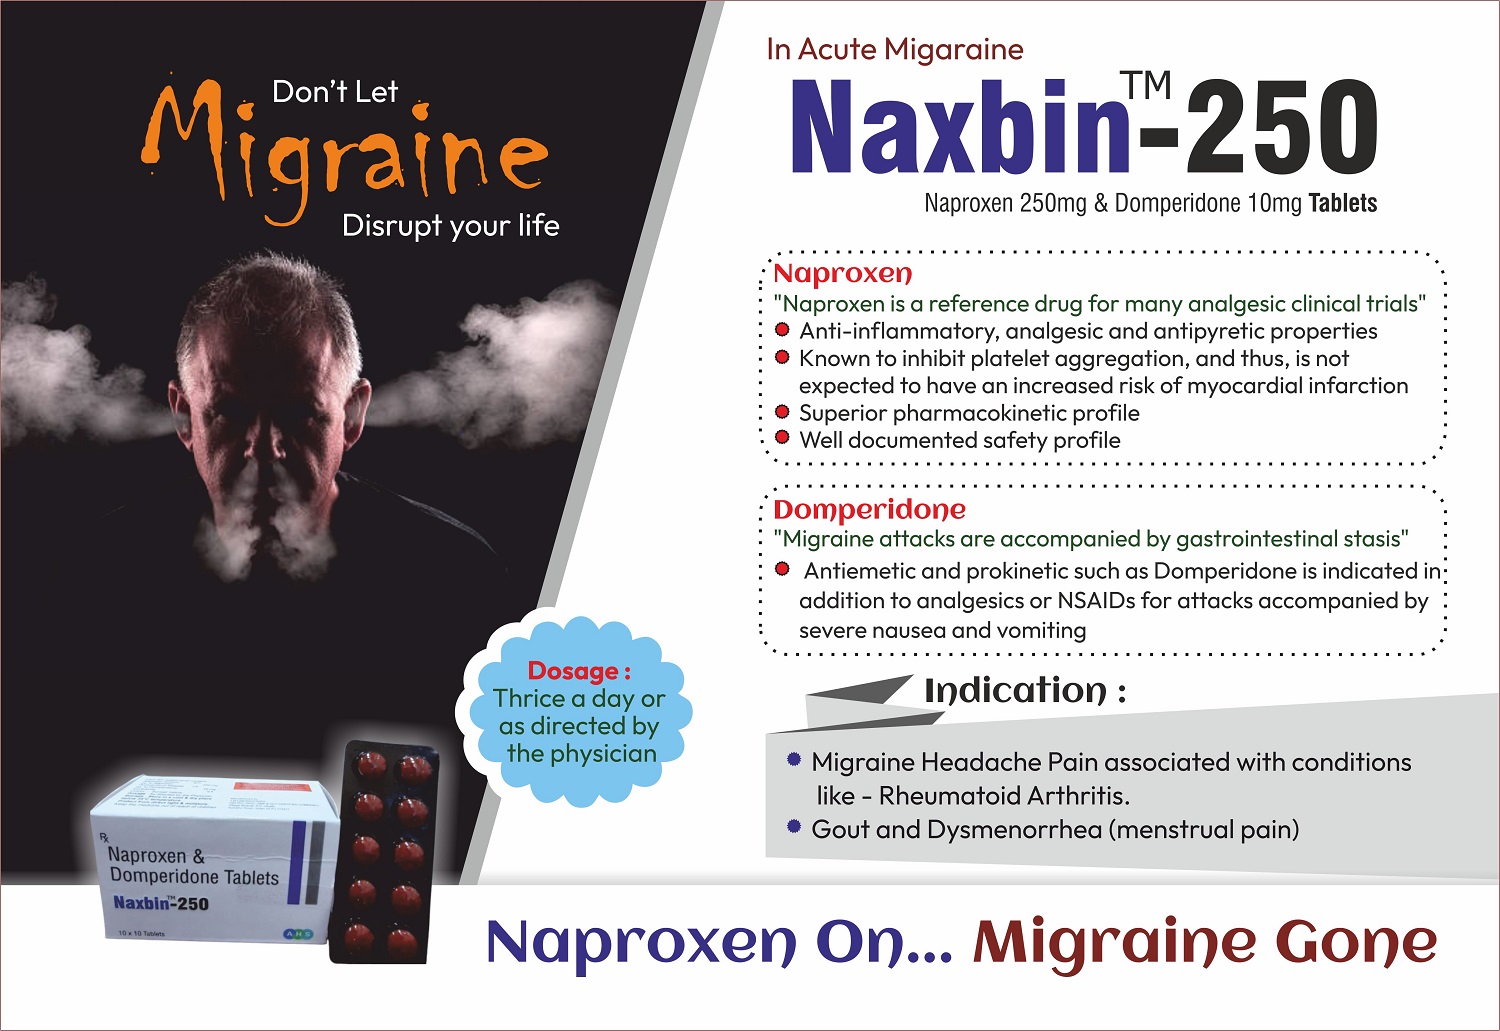 Don't Let
Migraine
Disrupt your life
In Acute Migaraine
Naxbin™-250
Naproxen 250mg & Domperidone 10mg Tablets
Naproxen
"Naproxen is a reference drug for many analgesic clinical trials"
Anti-inflammatory, analgesic and antipyretic properties
Known to inhibit platelet aggregation, and thus, is not
expected to have an increased risk of myocardial infarction
Superior pharmacokinetic profile
Well documented safety profile
Domperidone
"Migraine attacks are accompanied by gastrointestinal stasis"
Antiemetic and prokinetic such as Domperidone is indicated in
addition to analgesics or NSAIDs for attacks accompanied by
severe nausea and vomiting
Dosage :
Thrice a day or
as directed by
the physician
Indication :
Migraine Headache Pain associated with conditions
like - Rheumatoid Arthritis.
Gout and Dysmenorrhea (menstrual pain)
Rx
Naproxen &
Domperidone Tablets
Naxbin™-250
10 x 10 Tablets
AHS
Naproxen On... Migraine Gone